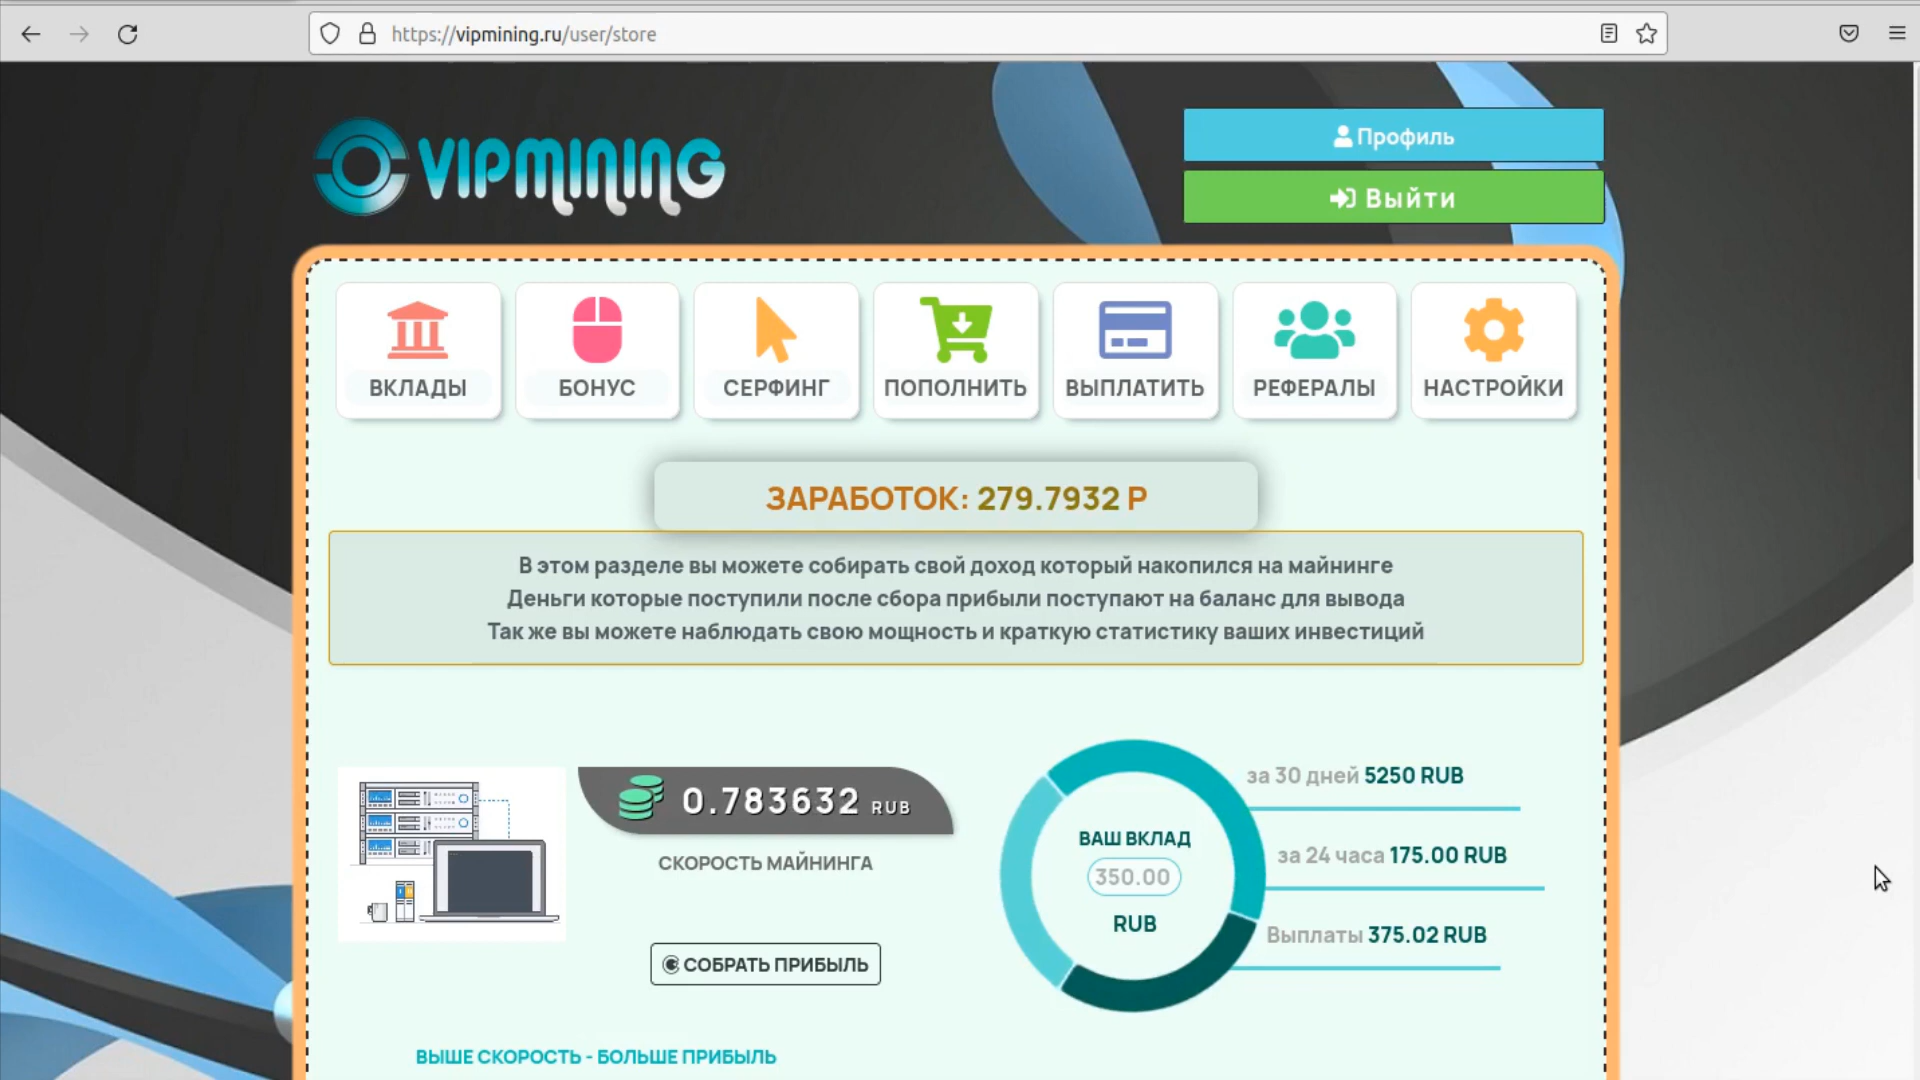 https://vipmining.ru/user/store
VIPMINING
Профиль
Выйти
ВКЛАДЫ
БОНУС
СЕРФИНГ
ПОПОЛНИТЬ
ВЫПЛАТИТЬ
РЕФЕРАЛЫ
НАСТРОЙКИ
ЗАРАБОТОК: 279.7932 Р
В этом разделе вы можете собирать свой доход который накопился на майнинге
Деньги которые поступили после сбора прибыли поступают на баланс для вывода
Так же вы можете наблюдать свою мощность и краткую статистику ваших инвестиций
0.783632 RUB
СКОРОСТЬ МАЙНИНГА
СОБРАТЬ ПРИБЫЛЬ
ВЫШЕ СКОРОСТЬ - БОЛЬШЕ ПРИБЫЛЬ
ВАШ ВКЛАД
350.00
RUB
за 30 дней 5250 RUB
за 24 часа 175.00 RUB
Выплаты 375.02 RUB